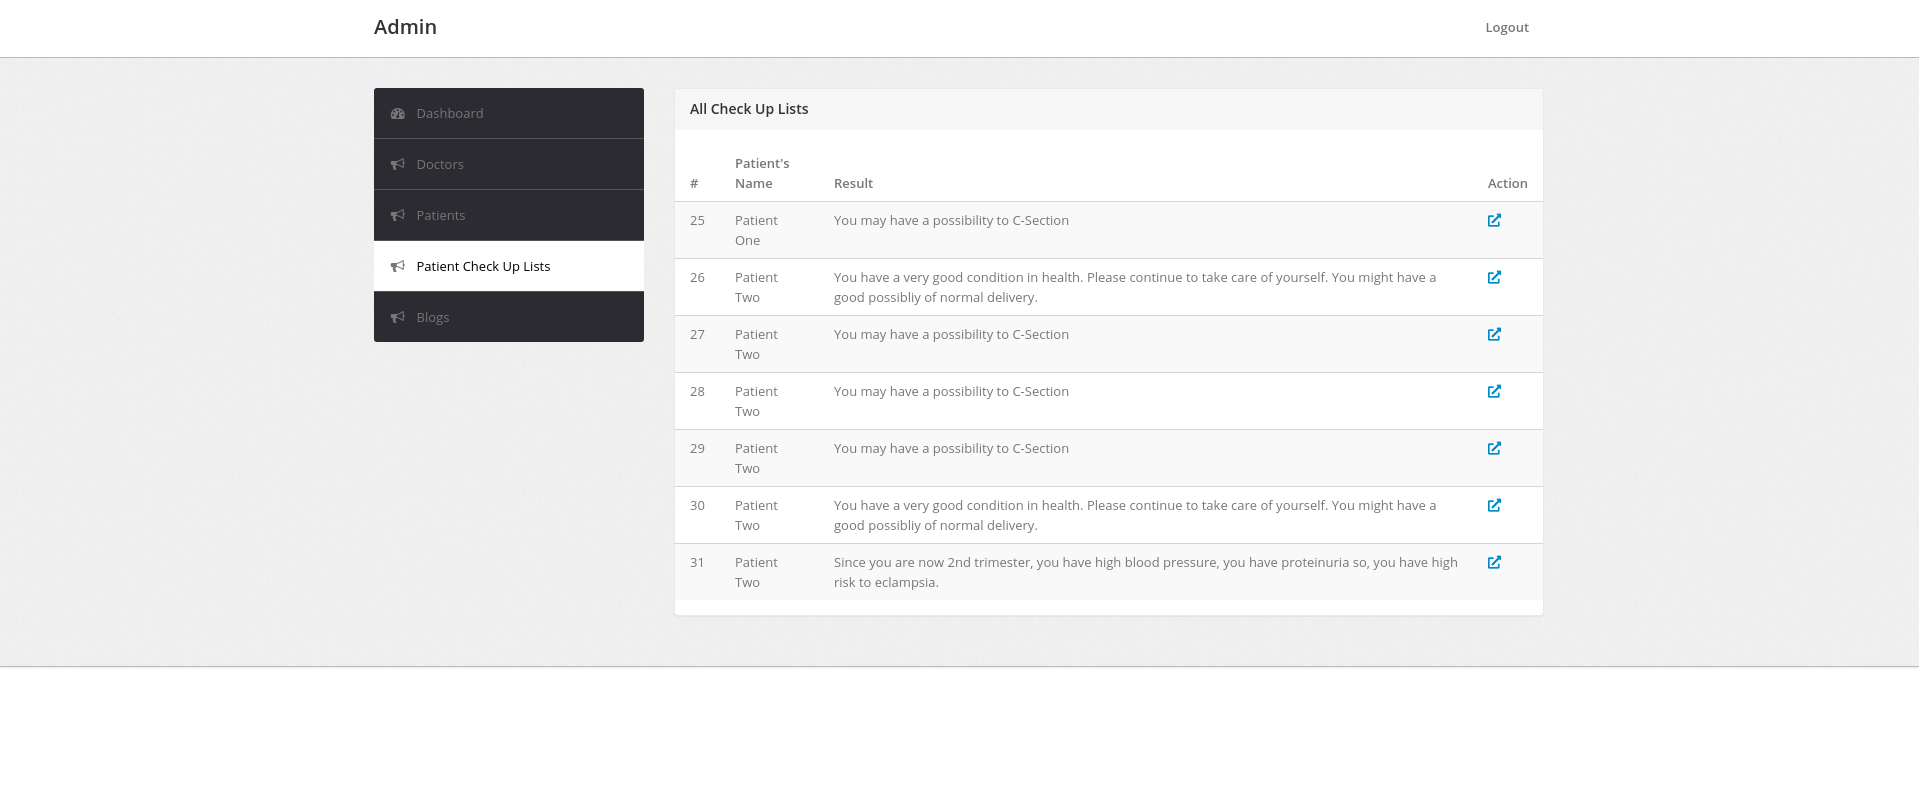 Admin
Logout
Dashboard
Doctors
Patients
Patient Check Up Lists
Blogs
All Check Up Lists
Patient's
# Name Result Action
25 Patient You may have a possibility to C-Section
One
26 Patient You have a very good condition in health. Please continue to take care of yourself. You might have a
Two good possibliy of normal delivery.
27 Patient You may have a possibility to C-Section
Two
28 Patient You may have a possibility to C-Section
Two
29 Patient You may have a possibility to C-Section
Two
30 Patient You have a very good condition in health. Please continue to take care of yourself. You might have a
Two good possibliy of normal delivery.
31 Patient Since you are now 2nd trimester, you have high blood pressure, you have proteinuria so, you have high
Two risk to eclampsia.